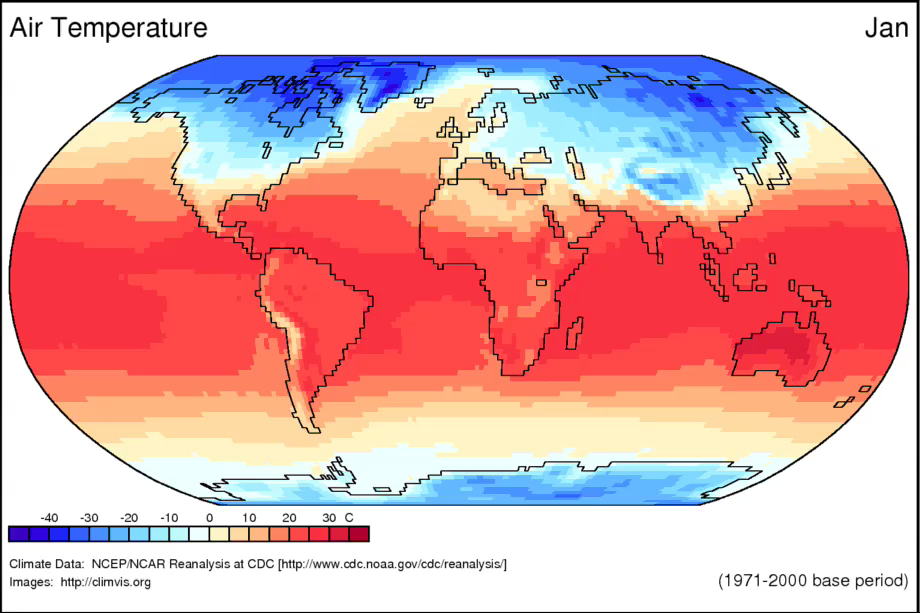 Air Temperature Jan
-40 -30 -20 -10 0 10 20 30 C
Climate Data: NCEP/NCAR Reanalysis at CDC [http://www.cdc.noaa.gov/cdc/reanalysis/]
Images: http://climvis.org (1971-2000 base period)